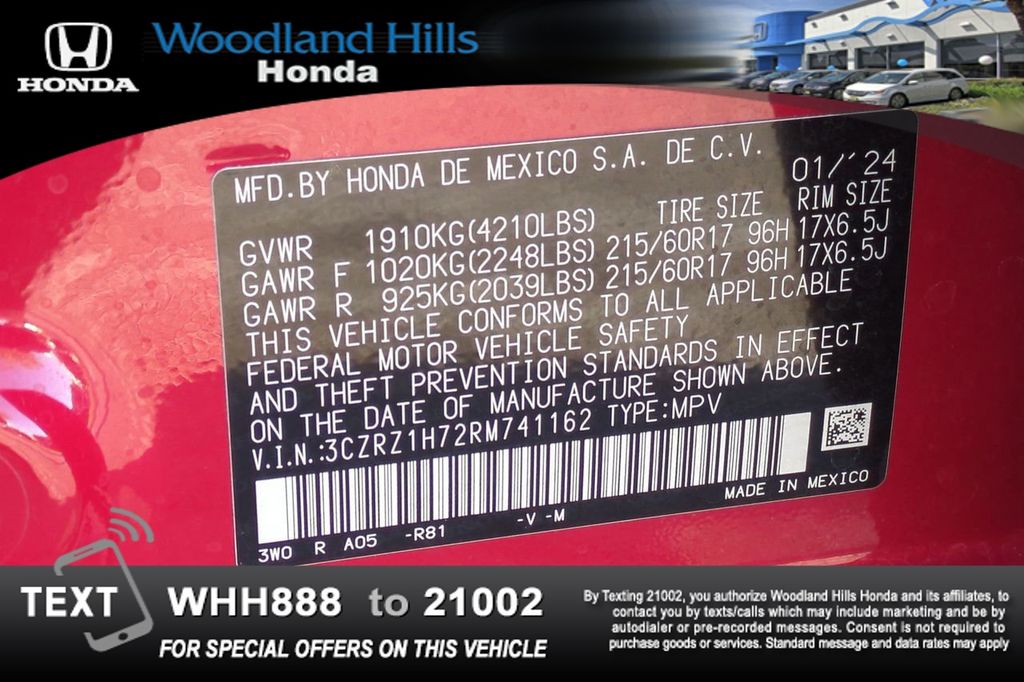 HONDA
Woodland Hills
Honda
MFD.BY HONDA DE MEXICO S.A. DE C.V.
01/´24
TIRE SIZE RIM SIZE
GVWR 1910KG(4210LBS)
GAWR F 1020KG(2248LBS) 215/60R17 96H 17X6.5J
GAWR R 925KG(2039LBS) 215/60R17 96H 17X6.5J
THIS VEHICLE CONFORMS TO ALL APPLICABLE
FEDERAL MOTOR VEHICLE SAFETY
AND THEFT PREVENTION STANDARDS IN EFFECT
ON THE DATE OF MANUFACTURE SHOWN ABOVE.
V.I.N.:3CZRZ1H72RM741162 TYPE:MPV
MADE IN MEXICO
3W0 R A05 -R81 -V -M
TEXT WHH888 to 21002
FOR SPECIAL OFFERS ON THIS VEHICLE
By Texting 21002, you authorize Woodland Hills Honda and its affiliates, to
contact you by texts/calls which may include marketing and be by
autodialer or pre-recorded messages. Consent is not required to
purchase goods or services. Standard message and data rates may apply